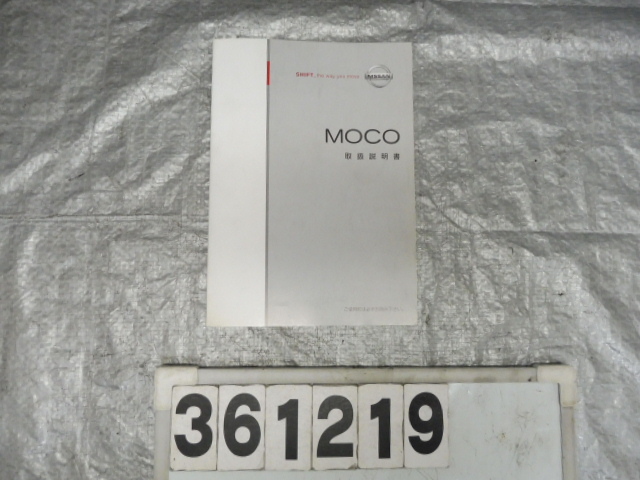 SHIFT_the way you move
NISSAN
MOCO
取扱説明書
361219